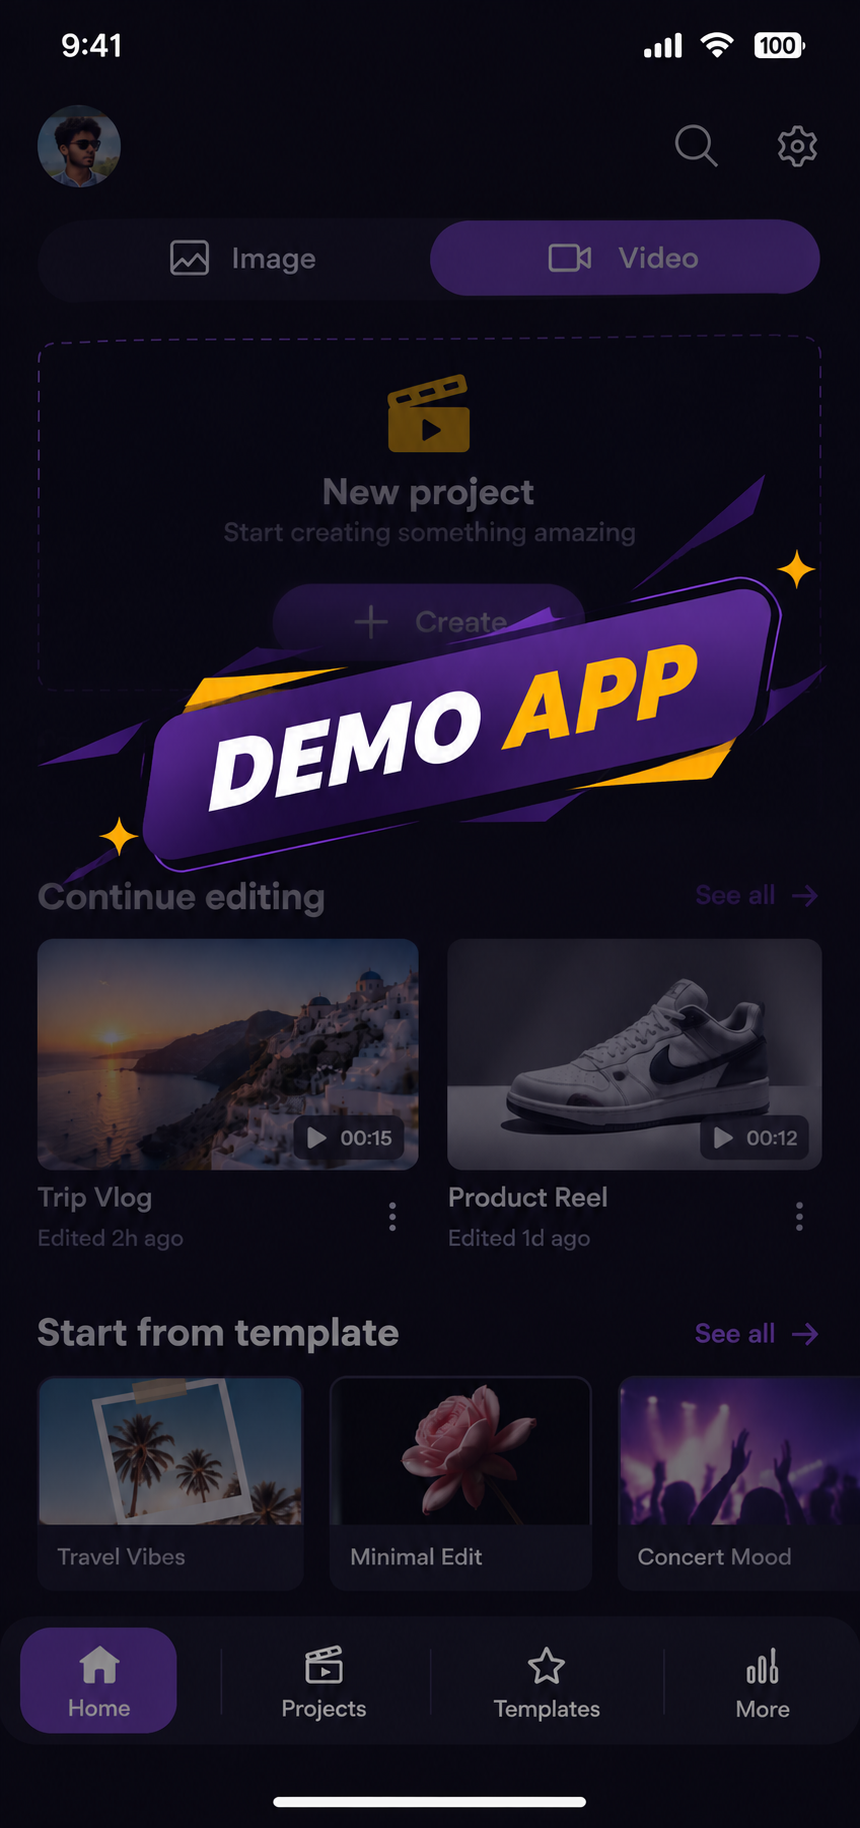 9:41
100
Image
Video
New project
Start creating something amazing
Create
DEMO APP
Continue editing
See all
00:15
00:12
Trip Vlog
Product Reel
Edited 2h ago
Edited 1d ago
Start from template
See all
Travel Vibes
Minimal Edit
Concert Mood
Home
Projects
Templates
More